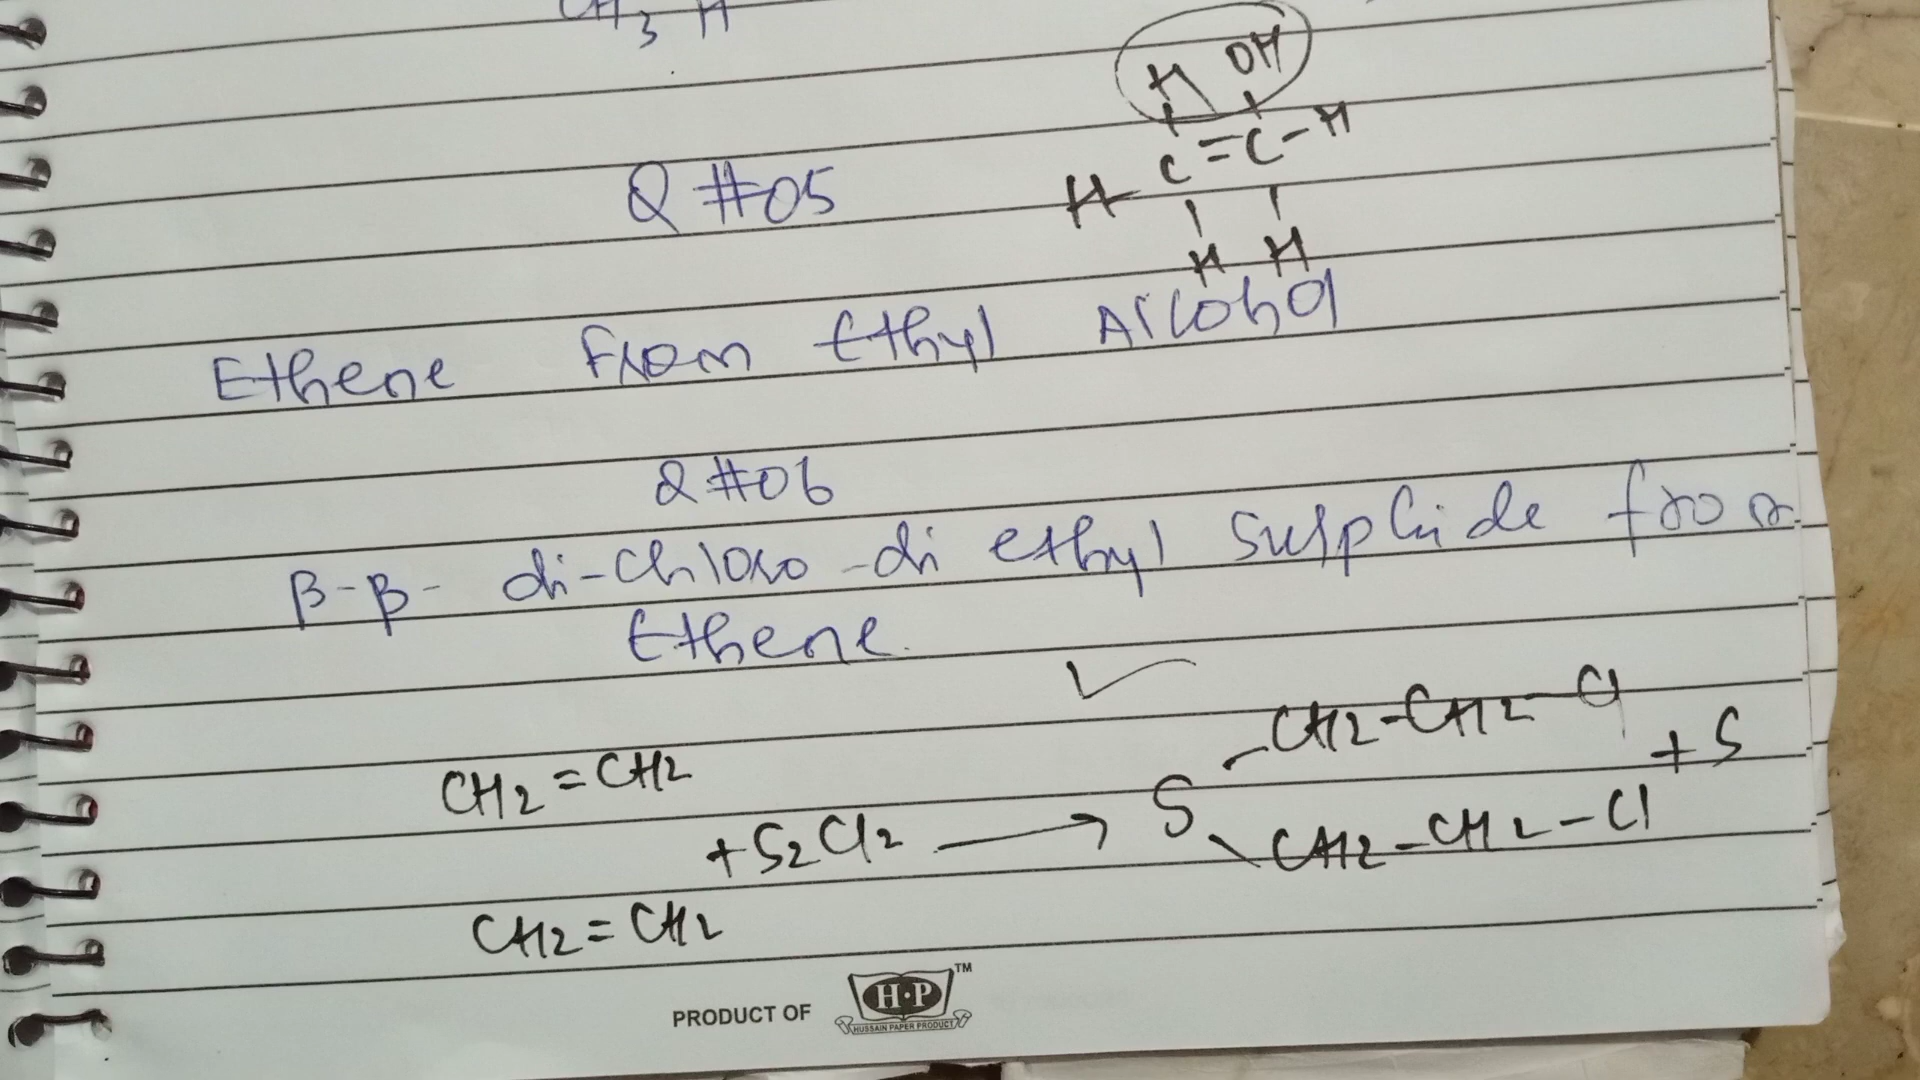 CH3 H
H OH
Q #05
C=C-H
H-
H H
Ethene From Ethyl Alcohol
Q #06
β-β- di-chloro-di ethyl sulphide from
Ethene.
CH2=CH2
+ S2Cl2 → S
CH2-CH2-Cl
+ S
CH2-CH2-Cl
CH2=CH2
PRODUCT OF
H·P
TM
HUSSAIN PAPER PRODUCT